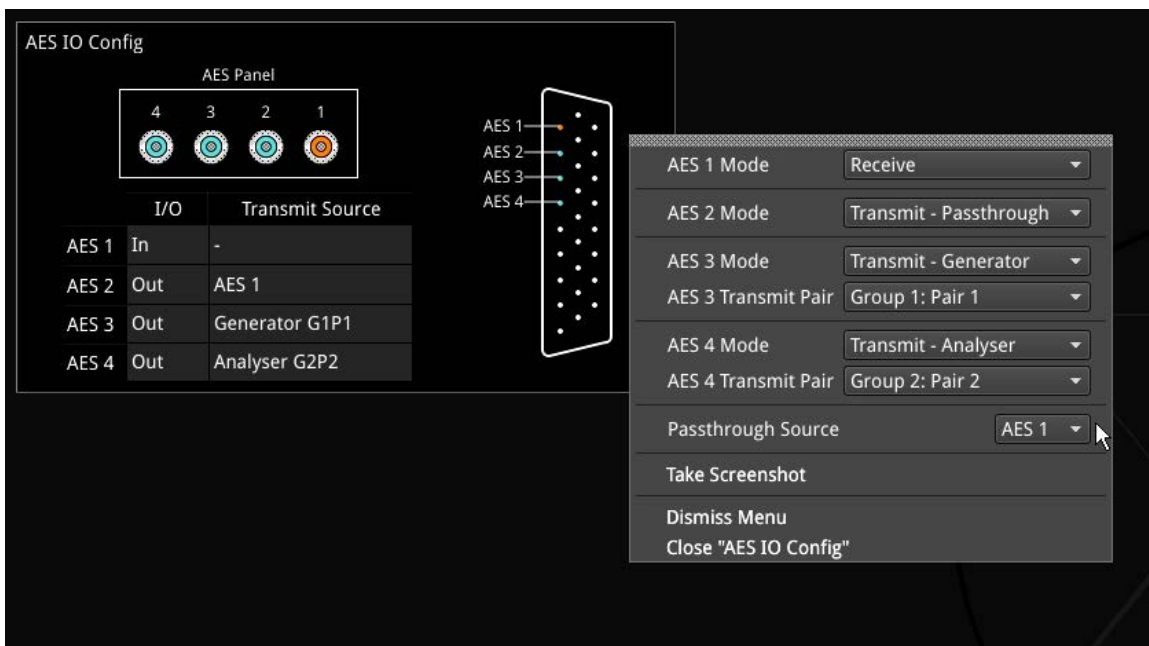 AES IO Config
AES Panel
4 3 2 1
I/O Transmit Source
AES 1 In -
AES 2 Out AES 1
AES 3 Out Generator G1P1
AES 4 Out Analyser G2P2
AES 1
AES 2
AES 3
AES 4
AES 1 Mode Receive
AES 2 Mode Transmit - Passthrough
AES 3 Mode Transmit - Generator
AES 3 Transmit Pair Group 1: Pair 1
AES 4 Mode Transmit - Analyser
AES 4 Transmit Pair Group 2: Pair 2
Passthrough Source AES 1
Take Screenshot
Dismiss Menu
Close "AES IO Config"